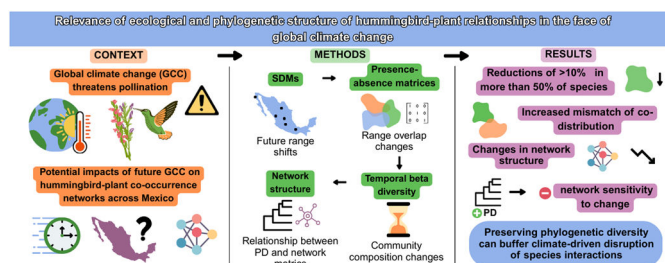 Relevance of ecological and phylogenetic structure of hummingbird-plant relationships in the face of
global climate change
CONTEXT
Global climate change (GCC)
threatens pollination
Potential impacts of future GCC on
hummingbird-plant co-occurrence
networks across Mexico
?
METHODS
SDMs
Future range
shifts
Presence-
absence matrices
Range overlap
changes
Network
structure
Relationship between
PD and network
metrics
Temporal beta
diversity
Community
composition changes
RESULTS
Reductions of >10% in
more than 50% of species
Increased mismatch of co-
distribution
Changes in network
structure
PD
network sensitivity
to change
Preserving phylogenetic diversity
can buffer climate-driven disruption
of species interactions